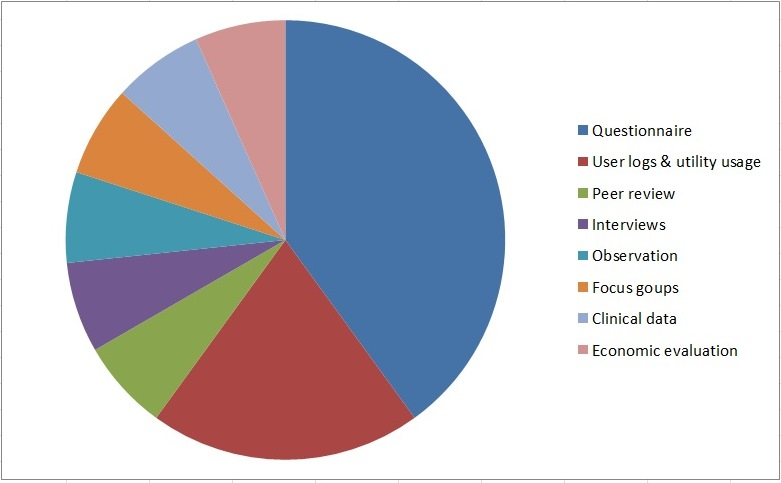 Questionnaire
User logs & utility usage
Peer review
Interviews
Observation
Focus goups
Clinical data
Economic evaluation